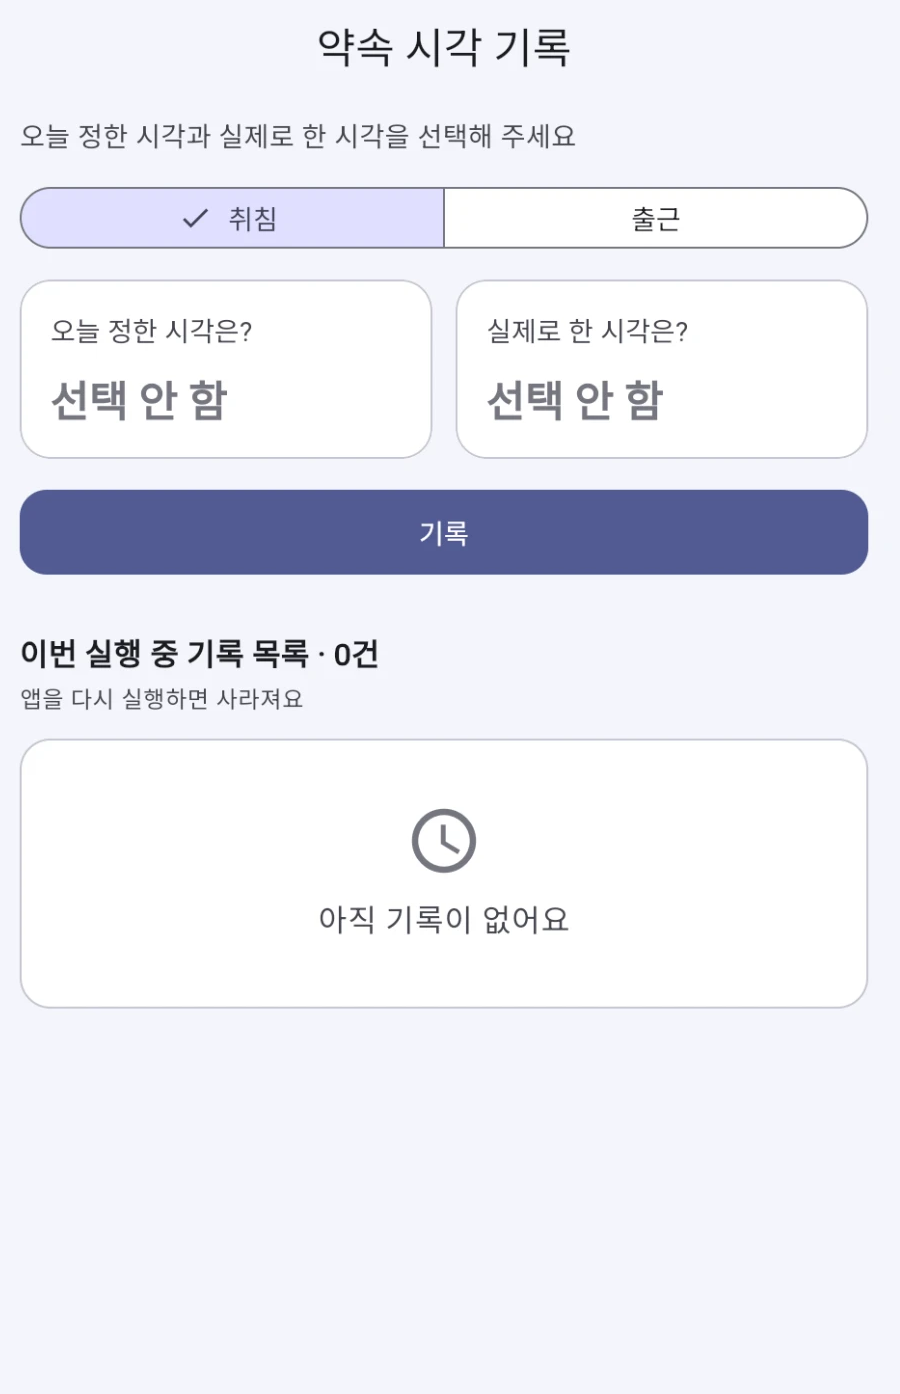 약속 시각 기록
오늘 정한 시각과 실제로 한 시각을 선택해 주세요
취침
출근
오늘 정한 시각은?
선택 안 함
실제로 한 시각은?
선택 안 함
기록
이번 실행 중 기록 목록 · 0건
앱을 다시 실행하면 사라져요
아직 기록이 없어요